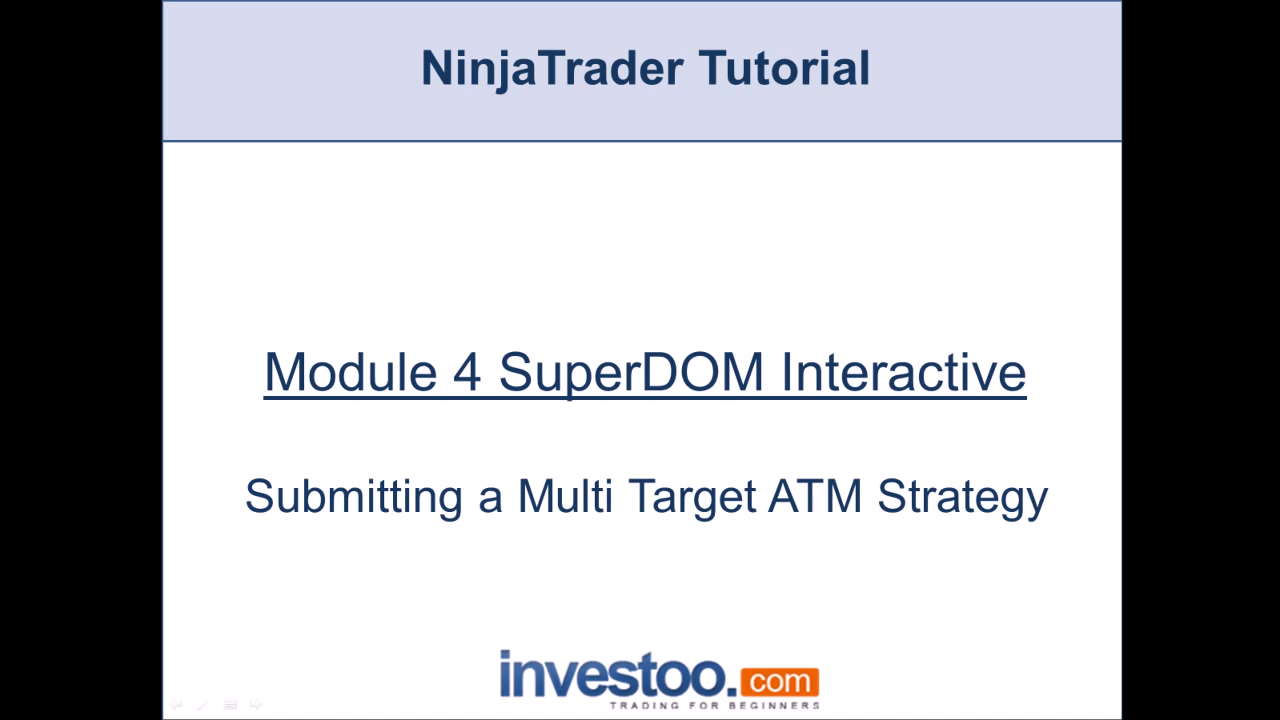 NinjaTrader Tutorial
Module 4 SuperDOM Interactive
Submitting a Multi Target ATM Strategy
investoo.com
TRADING FOR BEGINNERS